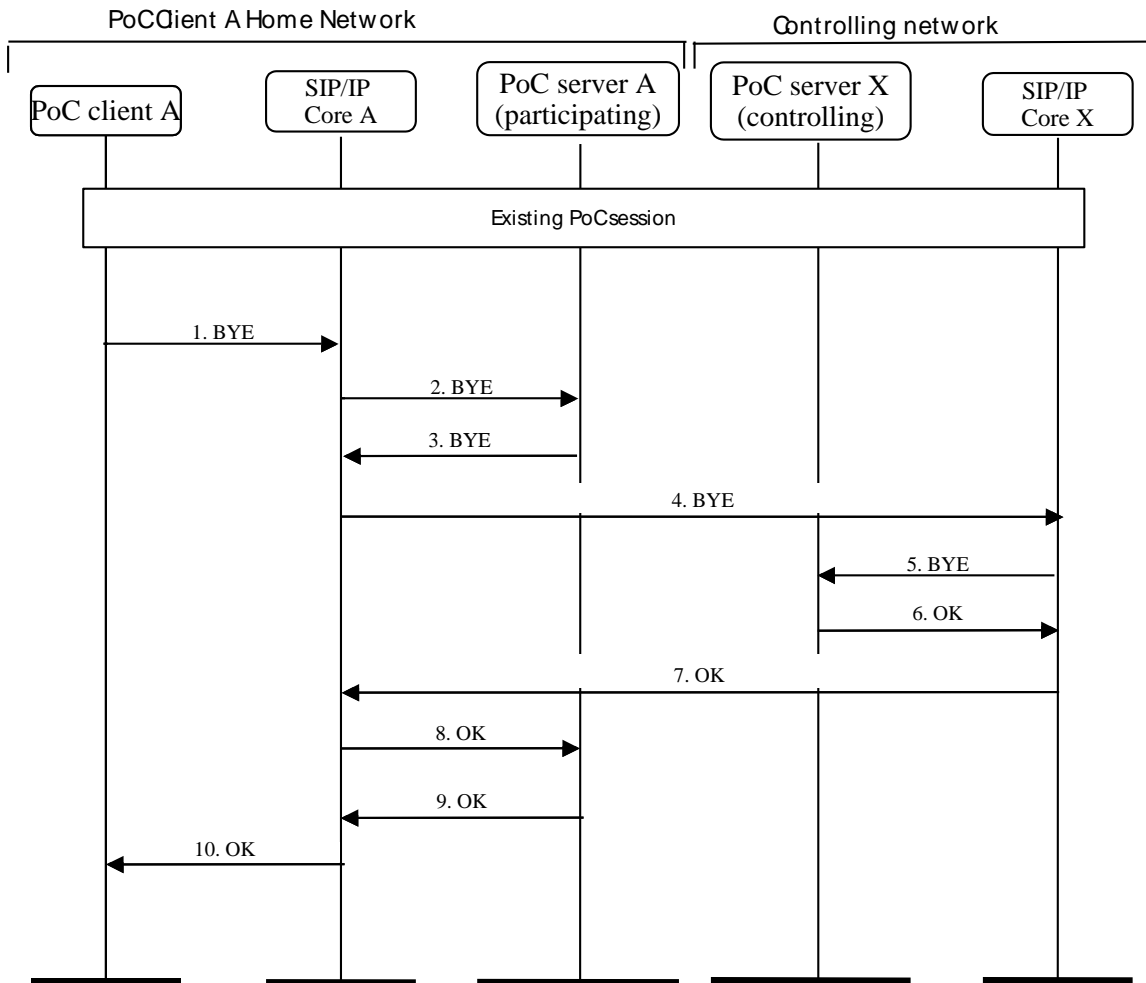 PoC Client A Home Network
Controlling network
PoC client A
SIP/IP
Core A
PoC server A
(participating)
PoC server X
(controlling)
SIP/IP
Core X
Existing PoC session
1. BYE
2. BYE
3. BYE
4. BYE
5. BYE
6. OK
7. OK
8. OK
9. OK
10. OK